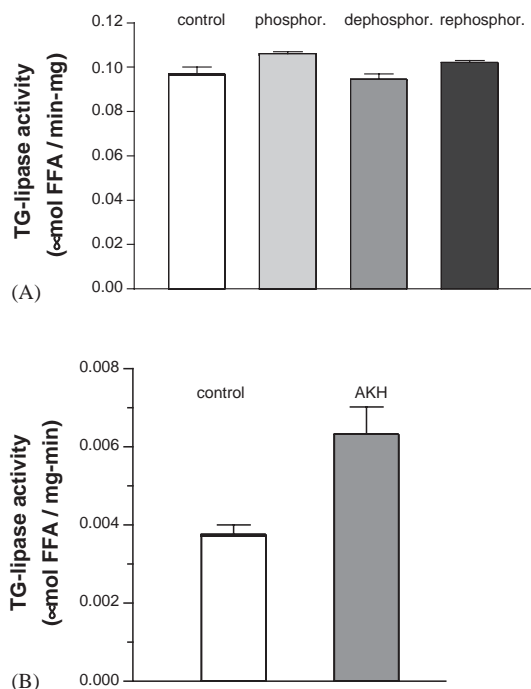 control phosphor. dephosphor. rephosphor.
0.12
0.10
0.08
0.06
0.04
0.02
0.00
TG-lipase activity
(∝mol FFA / min-mg)
(A)
control AKH
0.008
0.006
0.004
0.002
0.000
TG-lipase activity
(∝mol FFA / mg-min)
(B)